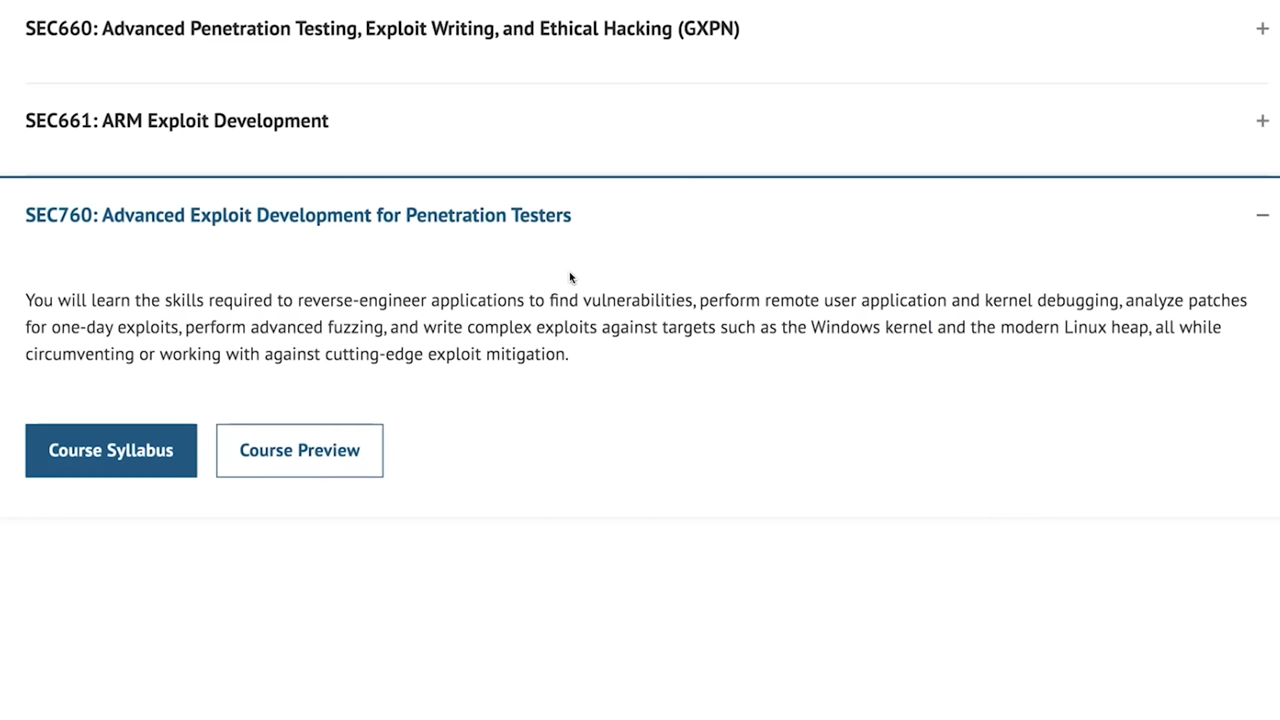 SEC660: Advanced Penetration Testing, Exploit Writing, and Ethical Hacking (GXPN)
SEC661: ARM Exploit Development
SEC760: Advanced Exploit Development for Penetration Testers
You will learn the skills required to reverse-engineer applications to find vulnerabilities, perform remote user application and kernel debugging, analyze patches
for one-day exploits, perform advanced fuzzing, and write complex exploits against targets such as the Windows kernel and the modern Linux heap, all while
circumventing or working with against cutting-edge exploit mitigation.
Course Syllabus
Course Preview